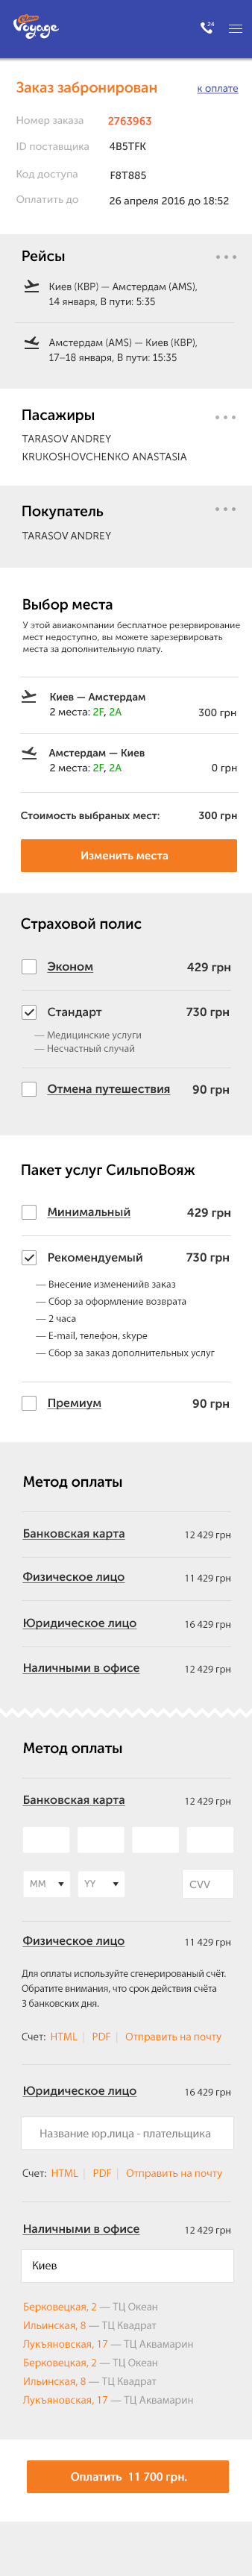 Voyage
24
Заказ забронирован
к оплате
Номер заказа 2763963
ID поставщика 4B5TFK
Код доступа F8T885
Оплатить до 26 апреля 2016 до 18:52
Рейсы
Киев (КВР) — Амстердам (AMS),
14 января, В пути: 5:35
Амстердам (AMS) — Киев (КВР),
17–18 января, В пути: 15:35
Пасажиры
TARASOV ANDREY
KRUKOSHOVCHENKO ANASTASIA
Покупатель
TARASOV ANDREY
Выбор места
У этой авиакомпании бесплатное резервирование
мест недоступно, вы можете зарезервировать
места за дополнительную плату.
Киев — Амстердам
2 места: 2F, 2A 300 грн
Амстердам — Киев
2 места: 2F, 2A 0 грн
Стоимость выбраных мест: 300 грн
Изменить места
Страховой полис
Эконом 429 грн
Стандарт 730 грн
— Медицинские услуги
— Несчастный случай
Отмена путешествия 90 грн
Пакет услуг СильпоВояж
Минимальный 429 грн
Рекомендуемый 730 грн
— Внесение измененийв заказ
— Сбор за оформление возврата
— 2 часа
— E-mail, телефон, skype
— Сбор за заказ дополнительных услуг
Премиум 90 грн
Метод оплаты
Банковская карта 12 429 грн
Физическое лицо 11 429 грн
Юридическое лицо 16 429 грн
Наличными в офисе 12 429 грн
Метод оплаты
Банковская карта 12 429 грн
MM YY CVV
Физическое лицо 11 429 грн
Для оплаты используйте сгенерированый счёт.
Обратите внимания, что срок действия счёта
3 банковских дня.
Счет: HTML PDF Отправить на почту
Юридическое лицо 16 429 грн
Название юр.лица - плательщика
Счет: HTML PDF Отправить на почту
Наличными в офисе 12 429 грн
Киев
Берковецкая, 2 — ТЦ Океан
Ильинская, 8 — ТЦ Квадрат
Лукъяновская, 17 — ТЦ Аквамарин
Берковецкая, 2 — ТЦ Океан
Ильинская, 8 — ТЦ Квадрат
Лукъяновская, 17 — ТЦ Аквамарин
Оплатить 11 700 грн.